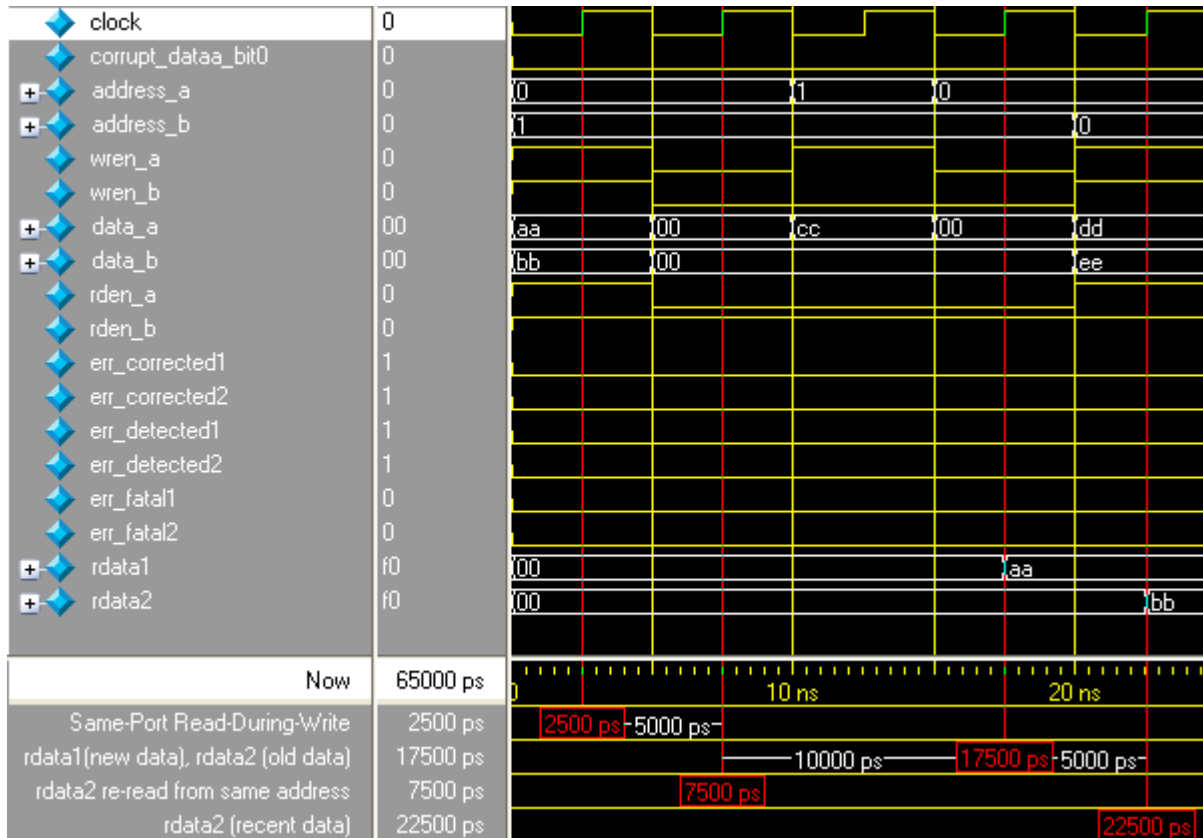 clock 0
corrupt_dataa_bit0 0
address_a 0 0 1 0
address_b 0 1 0
wren_a 0
wren_b 0
data_a 00 aa 00 cc 00 dd
data_b 00 bb 00 ee
rden_a 0
rden_b 0
err_corrected1 1
err_corrected2 1
err_detected1 1
err_detected2 1
err_fatal1 0
err_fatal2 0
rdata1 f0 00 aa
rdata2 f0 00 bb
Now 65000 ps 0 10 ns 20 ns
Same-Port Read-During-Write 2500 ps 2500 ps 5000 ps
rdata1(new data), rdata2 (old data) 17500 ps 10000 ps 17500 ps 5000 ps
rdata2 re-read from same address 7500 ps 7500 ps
rdata2 (recent data) 22500 ps 22500 ps